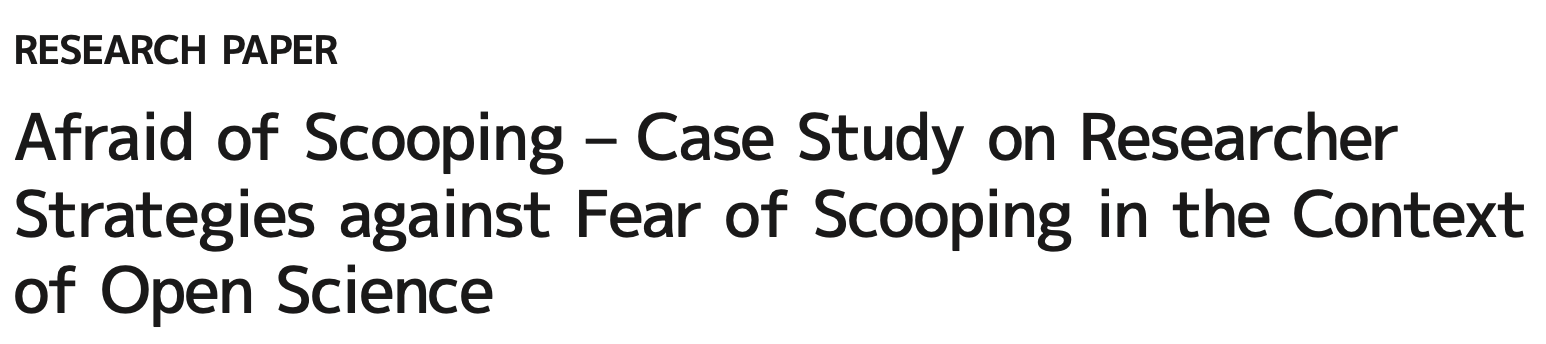 RESEARCH PAPER
Afraid of Scooping – Case Study on Researcher
Strategies against Fear of Scooping in the Context
of Open Science